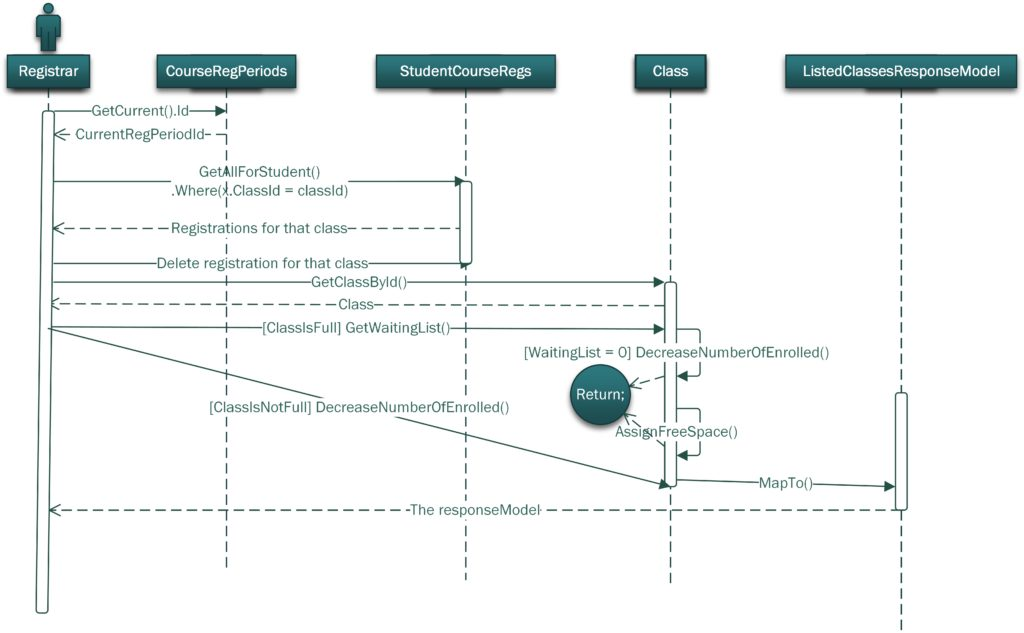 Registrar
CourseRegPeriods
StudentCourseRegs
Class
ListedClassesResponseModel
GetCurrent().Id
CurrentRegPeriodId
GetAllForStudent()
.Where(x.ClassId = classId)
Registrations for that class
Delete registration for that class
GetClassById()
Class
[ClassIsFull] GetWaitingList()
[WaitingList = 0] DecreaseNumberOfEnrolled()
Return;
[ClassIsNotFull] DecreaseNumberOfEnrolled()
AssignFreeSpace()
MapTo()
The responseModel